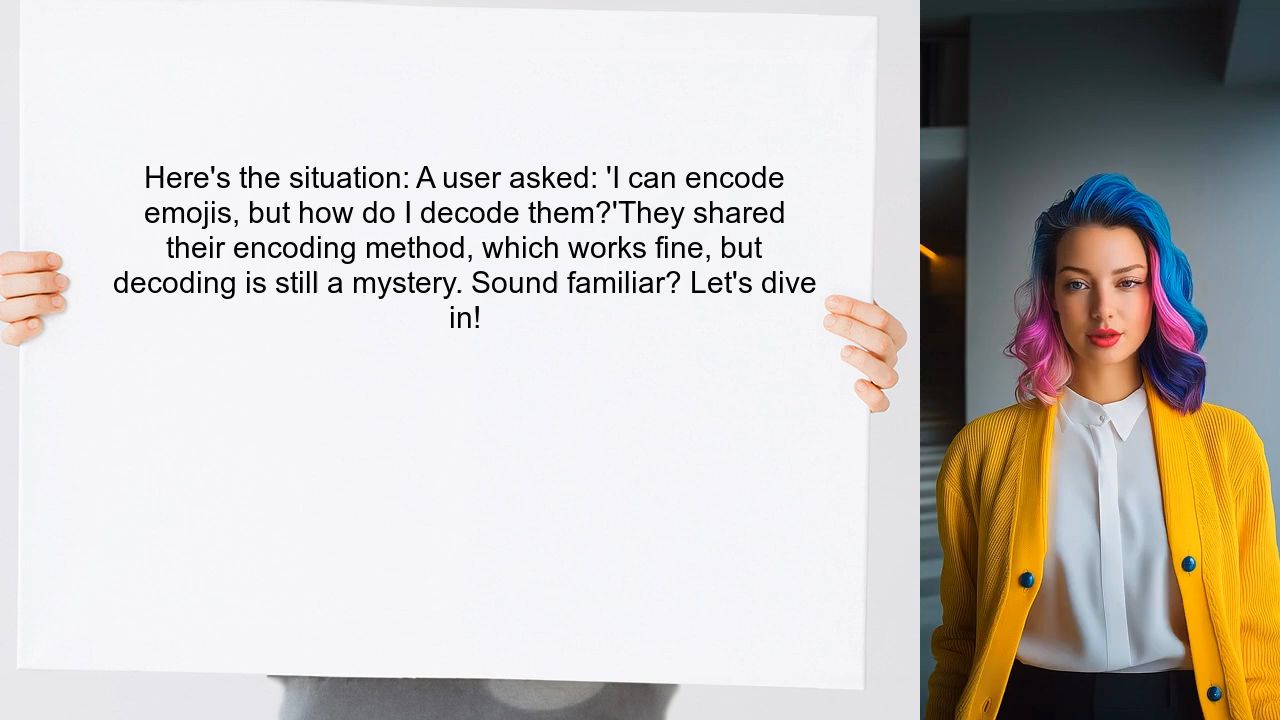 Here's the situation: A user asked: 'I can encode
emojis, but how do I decode them?'They shared
their encoding method, which works fine, but
decoding is still a mystery. Sound familiar? Let's dive
in!